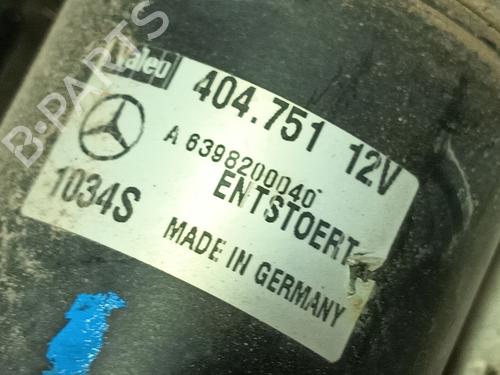 B-PARTS
Valeo
404.751 12V
A 6398200040
ENTSTOERT
1034S
MADE IN GERMANY